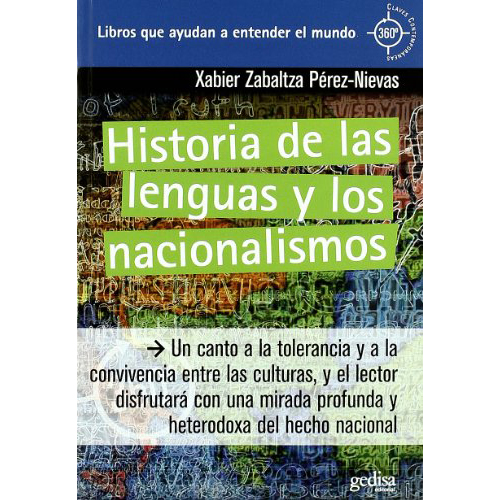 Libros que ayudan a entender el mundo
CLAVES CONTEMPORÁNEAS
360º
Xabier Zabaltza Pérez-Nievas
Historia de las
lenguas y los
nacionalismos
→ Un canto a la tolerancia y a la
convivencia entre las culturas, y el lector
disfrutará con una mirada profunda y
heterodoxa del hecho nacional
gedisa
editorial